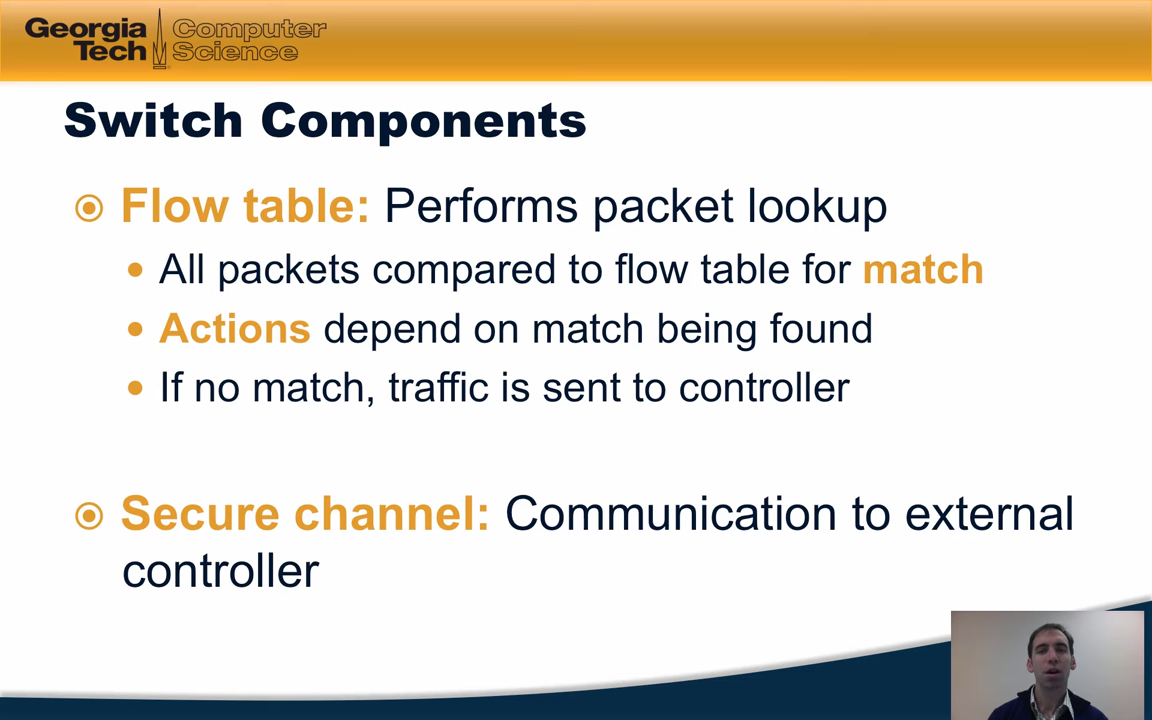 Georgia Tech
Computer Science
Switch Components
Flow table: Performs packet lookup
All packets compared to flow table for match
Actions depend on match being found
If no match, traffic is sent to controller
Secure channel: Communication to external
controller